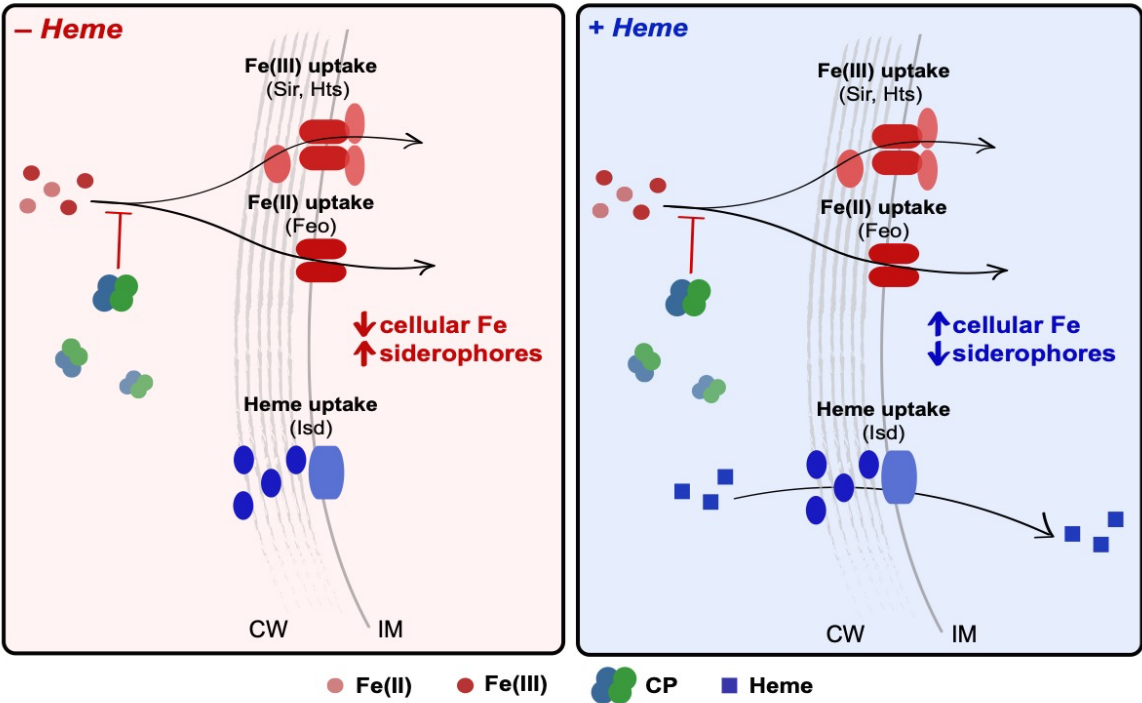 – Heme
Fe(III) uptake
(Sir, Hts)
Fe(II) uptake
(Feo)
↓ cellular Fe
↑ siderophores
Heme uptake
(Isd)
CW
IM
+ Heme
Fe(III) uptake
(Sir, Hts)
Fe(II) uptake
(Feo)
↑ cellular Fe
↓ siderophores
Heme uptake
(Isd)
CW
IM
Fe(II)
Fe(III)
CP
Heme